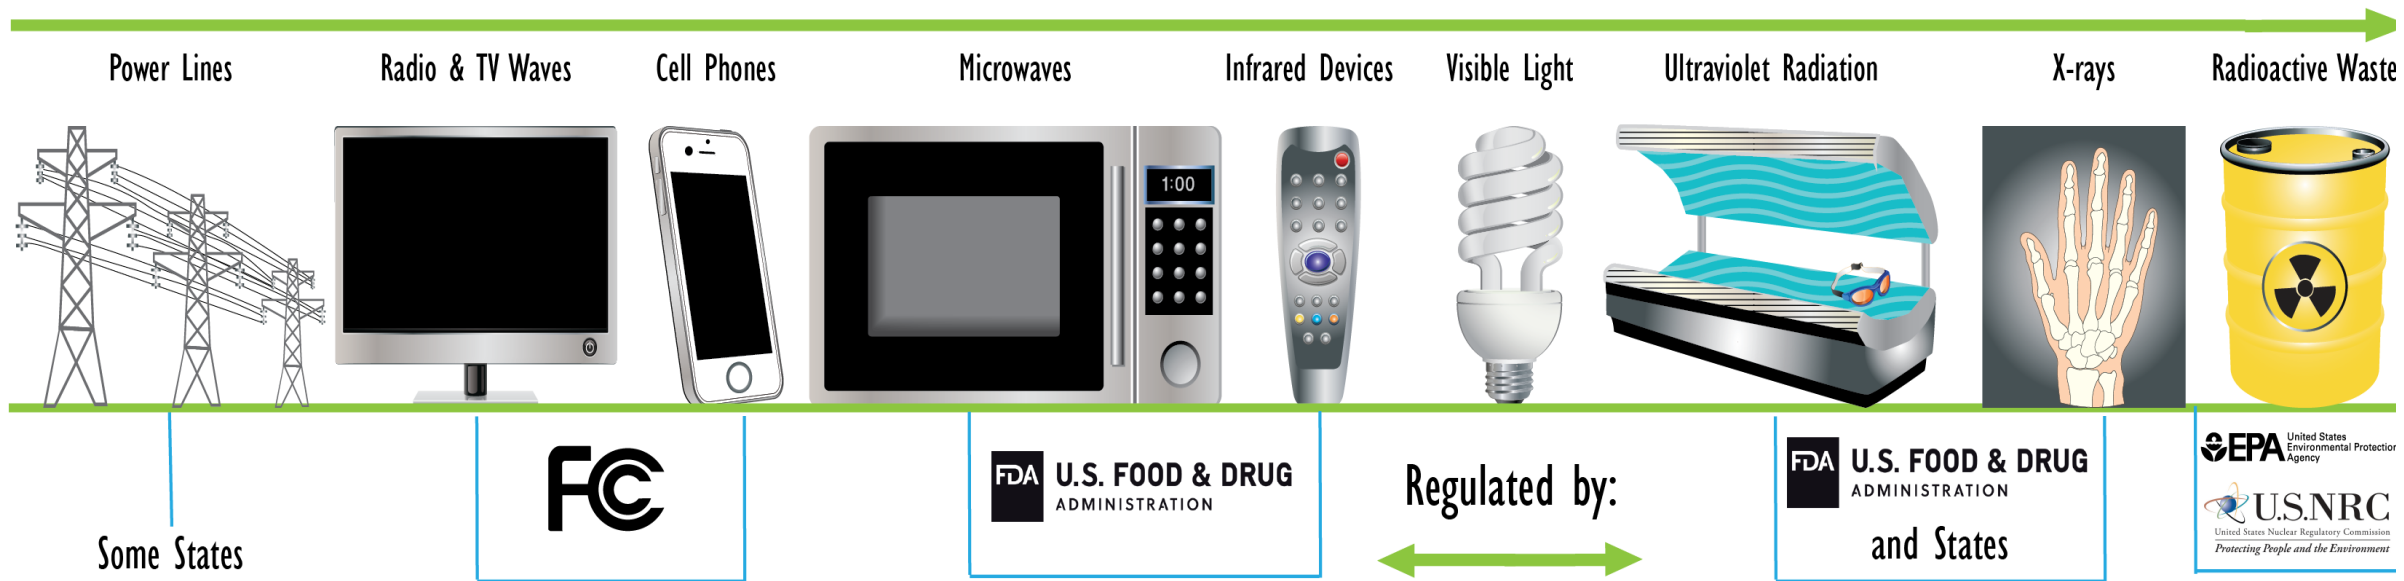 Power Lines
Radio & TV Waves
Cell Phones
Microwaves
Infrared Devices
Visible Light
Ultraviolet Radiation
X-rays
Radioactive Waste
1:00
Some States
FCC
FDA
U.S. FOOD & DRUG
ADMINISTRATION
Regulated by:
FDA
U.S. FOOD & DRUG
ADMINISTRATION
and States
EPA
United States
Environmental Protection
Agency
U.S.NRC
United States Nuclear Regulatory Commission
Protecting People and the Environment